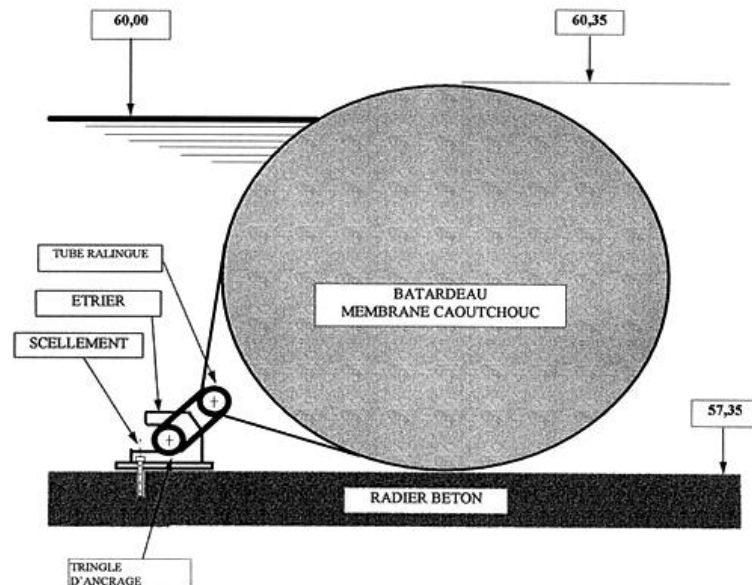 60,00
60,35
TUBE RALINGUE
ETRIER
SCELLEMENT
BATARDEAU
MEMBRANE CAOUTCHOUC
57,35
RADIER BETON
TRINGLE
D'ANCRAGE